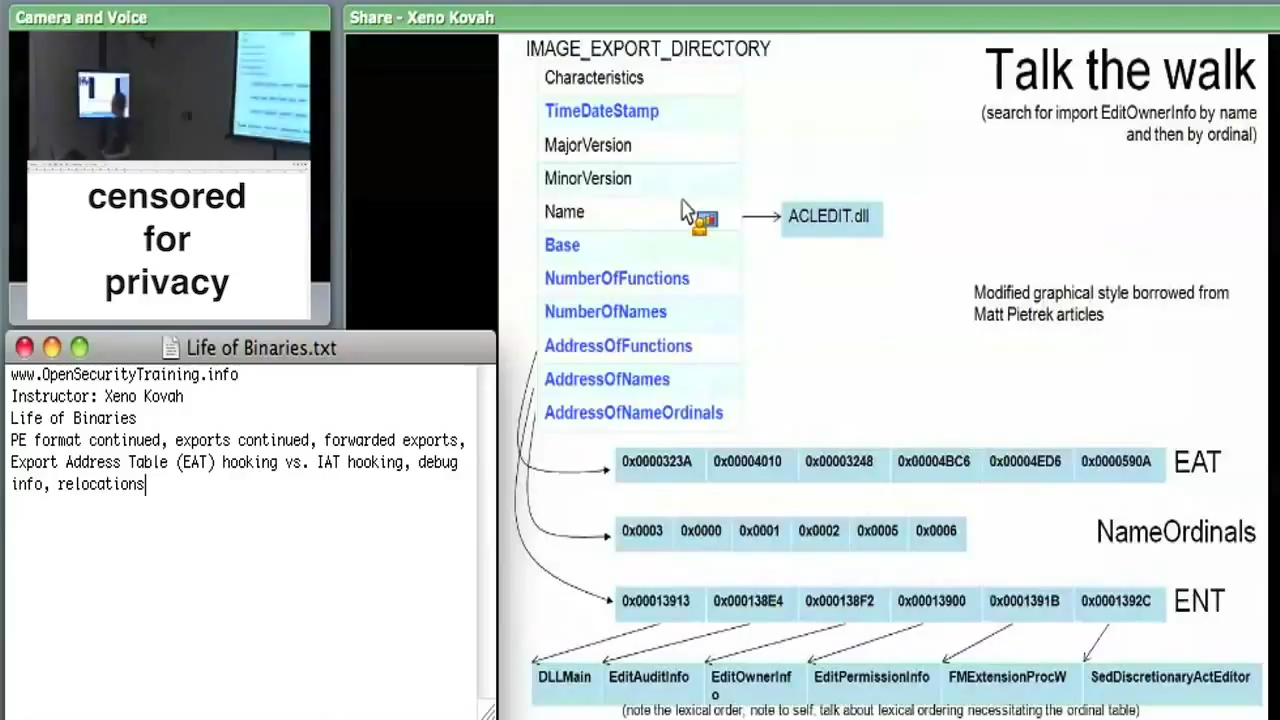 Camera and Voice
censored
for
privacy
Life of Binaries.txt
www.OpenSecurityTraining.info
Instructor: Xeno Kovah
Life of Binaries
PE format continued, exports continued, forwarded exports,
Export Address Table (EAT) hooking vs. IAT hooking, debug
info, relocations
Share - Xeno Kovah
IMAGE_EXPORT_DIRECTORY
Characteristics
TimeDateStamp
MajorVersion
MinorVersion
Name
Base
NumberOfFunctions
NumberOfNames
AddressOfFunctions
AddressOfNames
AddressOfNameOrdinals
ACLEDIT.dll
Talk the walk
(search for import EditOwnerInfo by name
and then by ordinal)
Modified graphical style borrowed from
Matt Pietrek articles
0x0000323A 0x00004010 0x00003248 0x00004BC6 0x00004ED6 0x0000590A EAT
0x0003 0x0000 0x0001 0x0002 0x0005 0x0006 NameOrdinals
0x00013913 0x000138E4 0x000138F2 0x00013900 0x0001391B 0x0001392C ENT
DLLMain EditAuditInfo EditOwnerInf EditPermissionInfo FMExtensionProcW SedDiscretionaryActEditor
o
(note the lexical order, note to self, talk about lexical ordering necessitating the ordinal table)